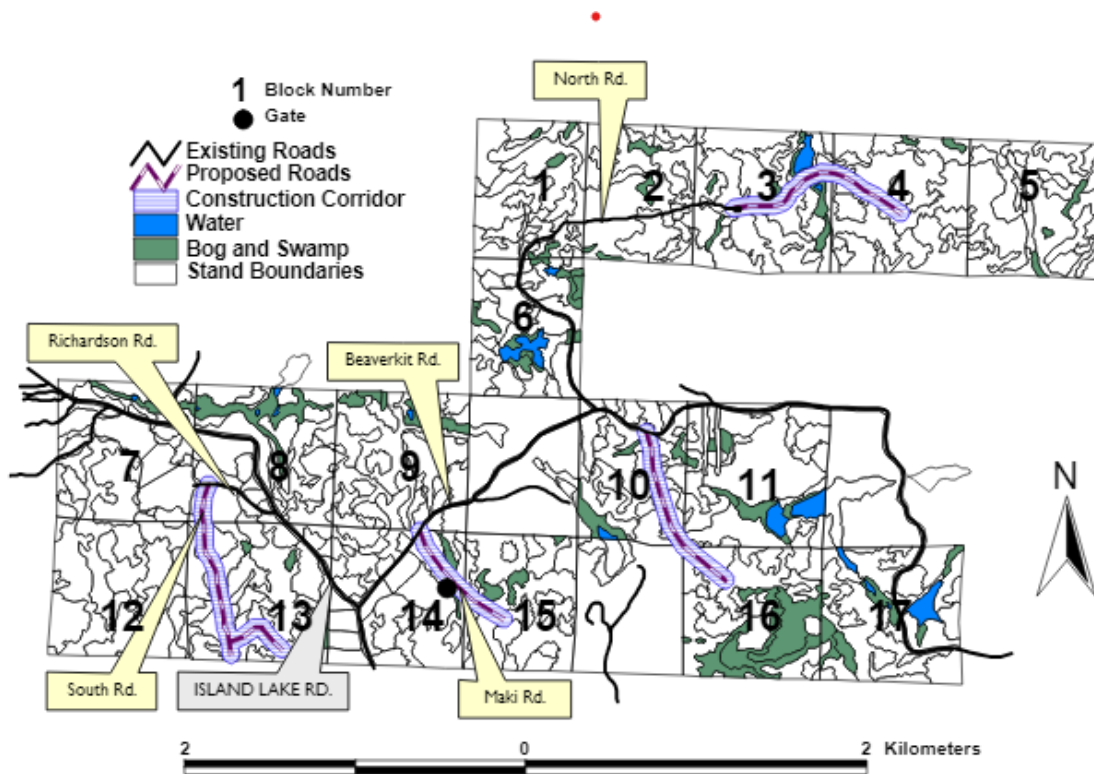 North Rd.
1 Block Number
Gate
Existing Roads
Proposed Roads
Construction Corridor
Water
Bog and Swamp
Stand Boundaries
1 2 3 4 5
6
Richardson Rd.
Beaverkit Rd.
7 8 9 10 11
N
12 13 14 15 16 17
South Rd.
ISLAND LAKE RD.
Maki Rd.
2 0 2 Kilometers